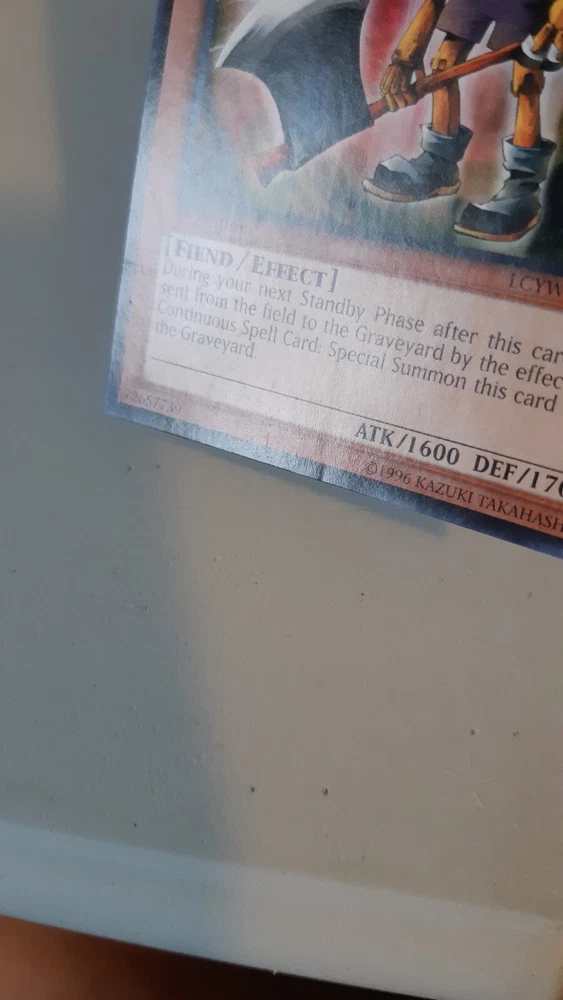 LCYW
[FIEND/EFFECT]
During your next Standby Phase after this car
sent from the field to the Graveyard by the effec
Continuous Spell Card: Special Summon this card
the Graveyard.
ATK/1600 DEF/170
©1996 KAZUKI TAKAHASH